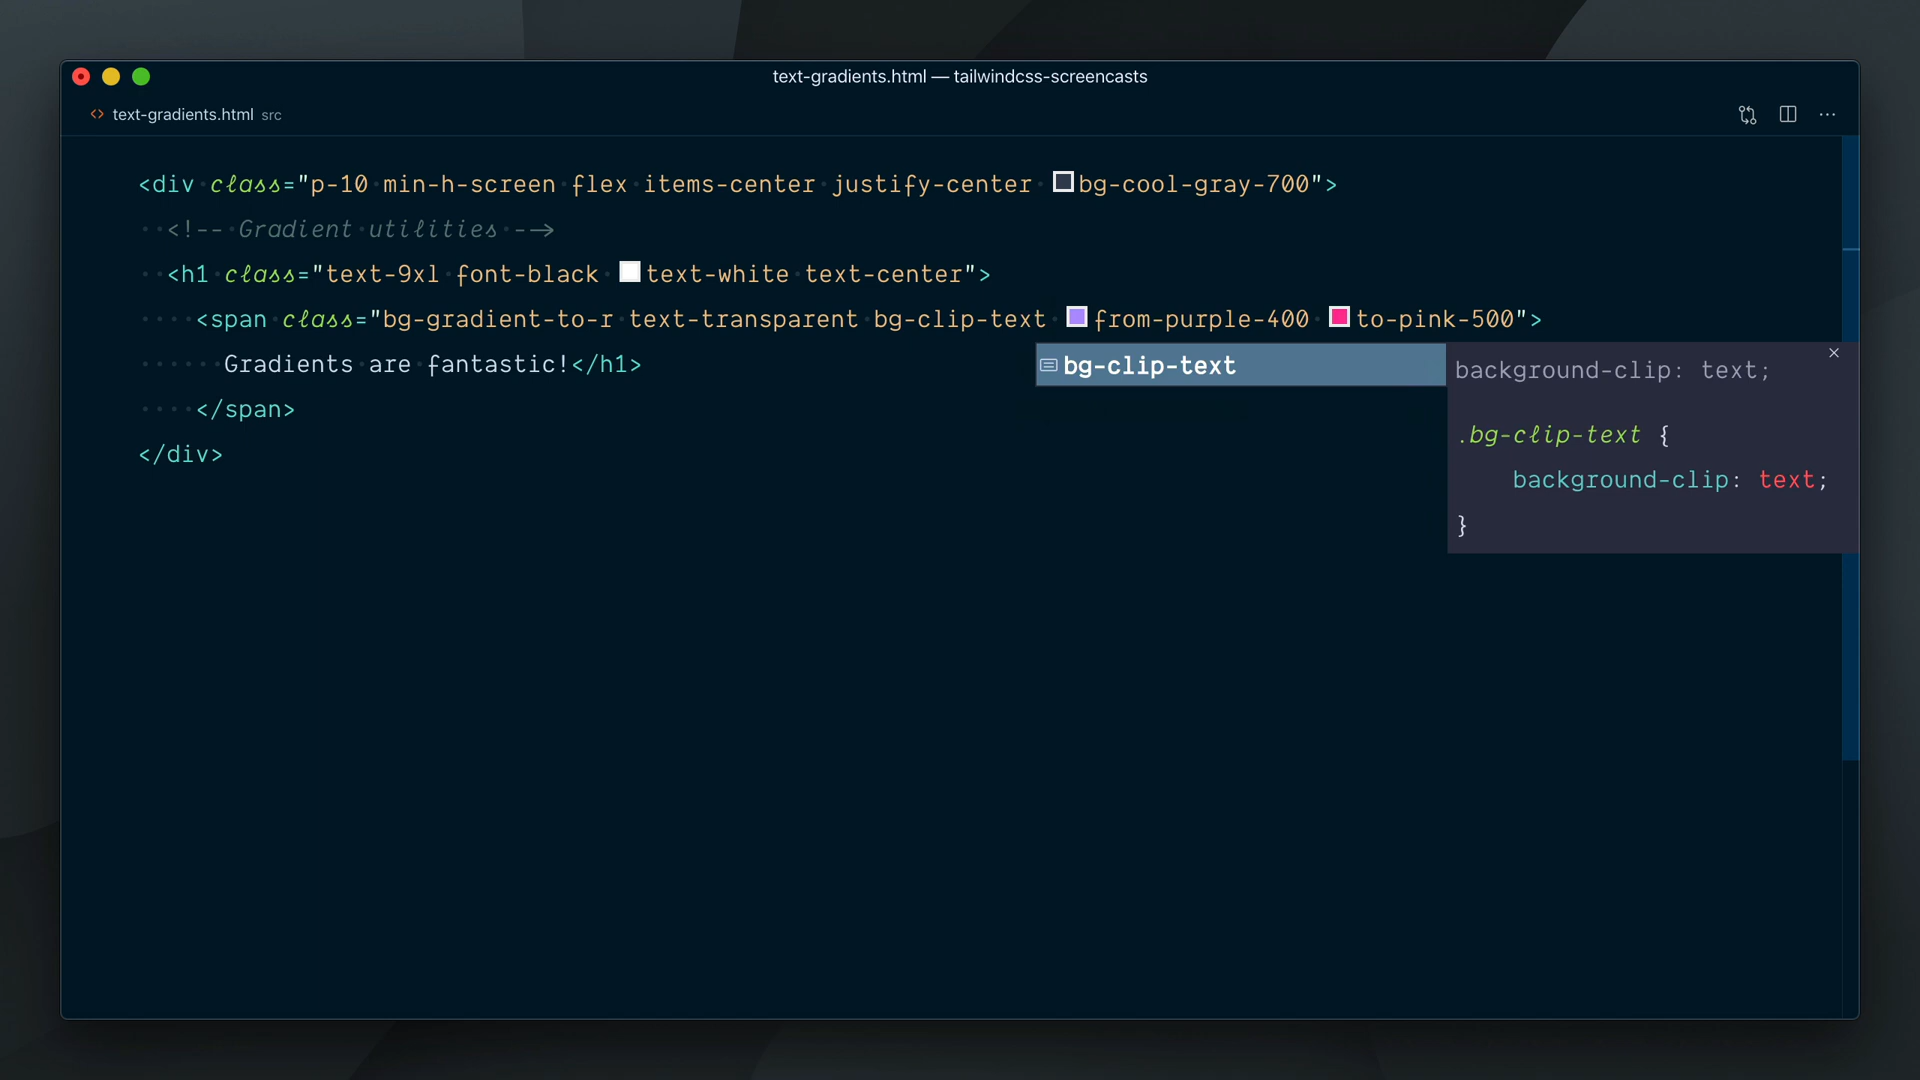 text-gradients.html — tailwindcss-screencasts
<> text-gradients.html src
<div class="p-10 min-h-screen flex items-center justify-center bg-cool-gray-700">
<!-- Gradient utilities -->
<h1 class="text-9xl font-black text-white text-center">
<span class="bg-gradient-to-r text-transparent bg-clip-text from-purple-400 to-pink-500">
Gradients are fantastic!</h1>
</span>
</div>
bg-clip-text
background-clip: text;
.bg-clip-text {
background-clip: text;
}